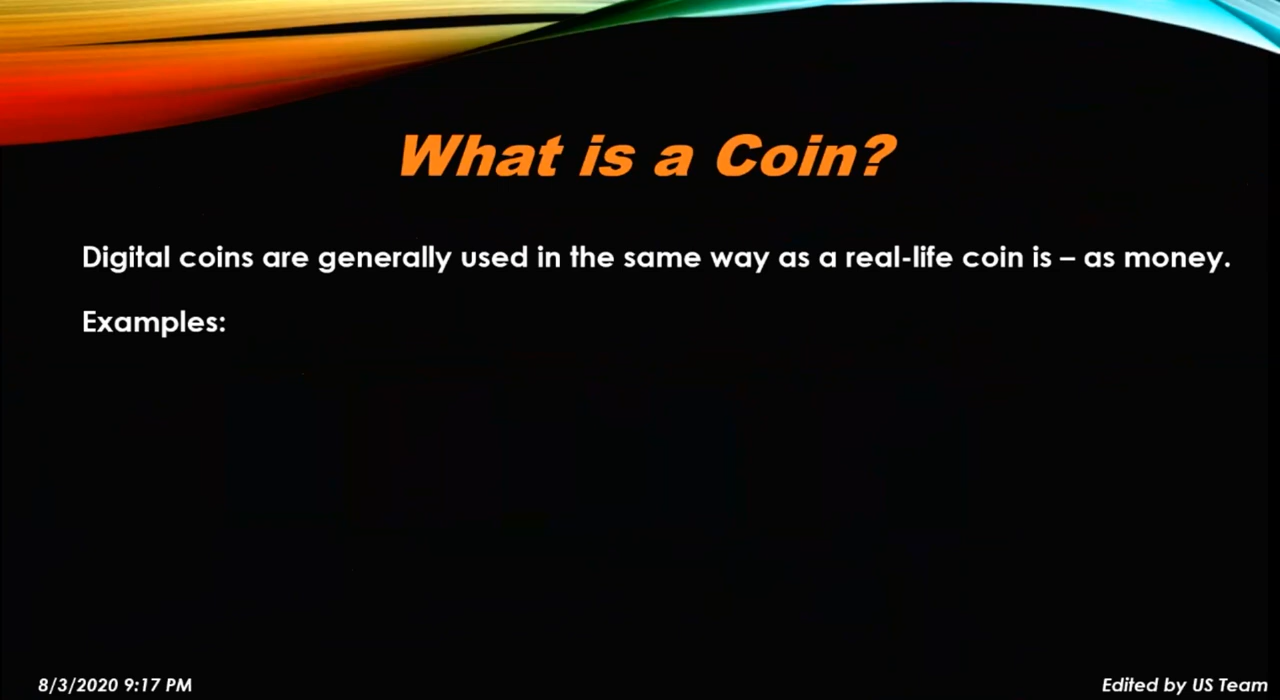 What is a Coin?
Digital coins are generally used in the same way as a real-life coin is – as money.
Examples:
8/3/2020 9:17 PM
Edited by US Team